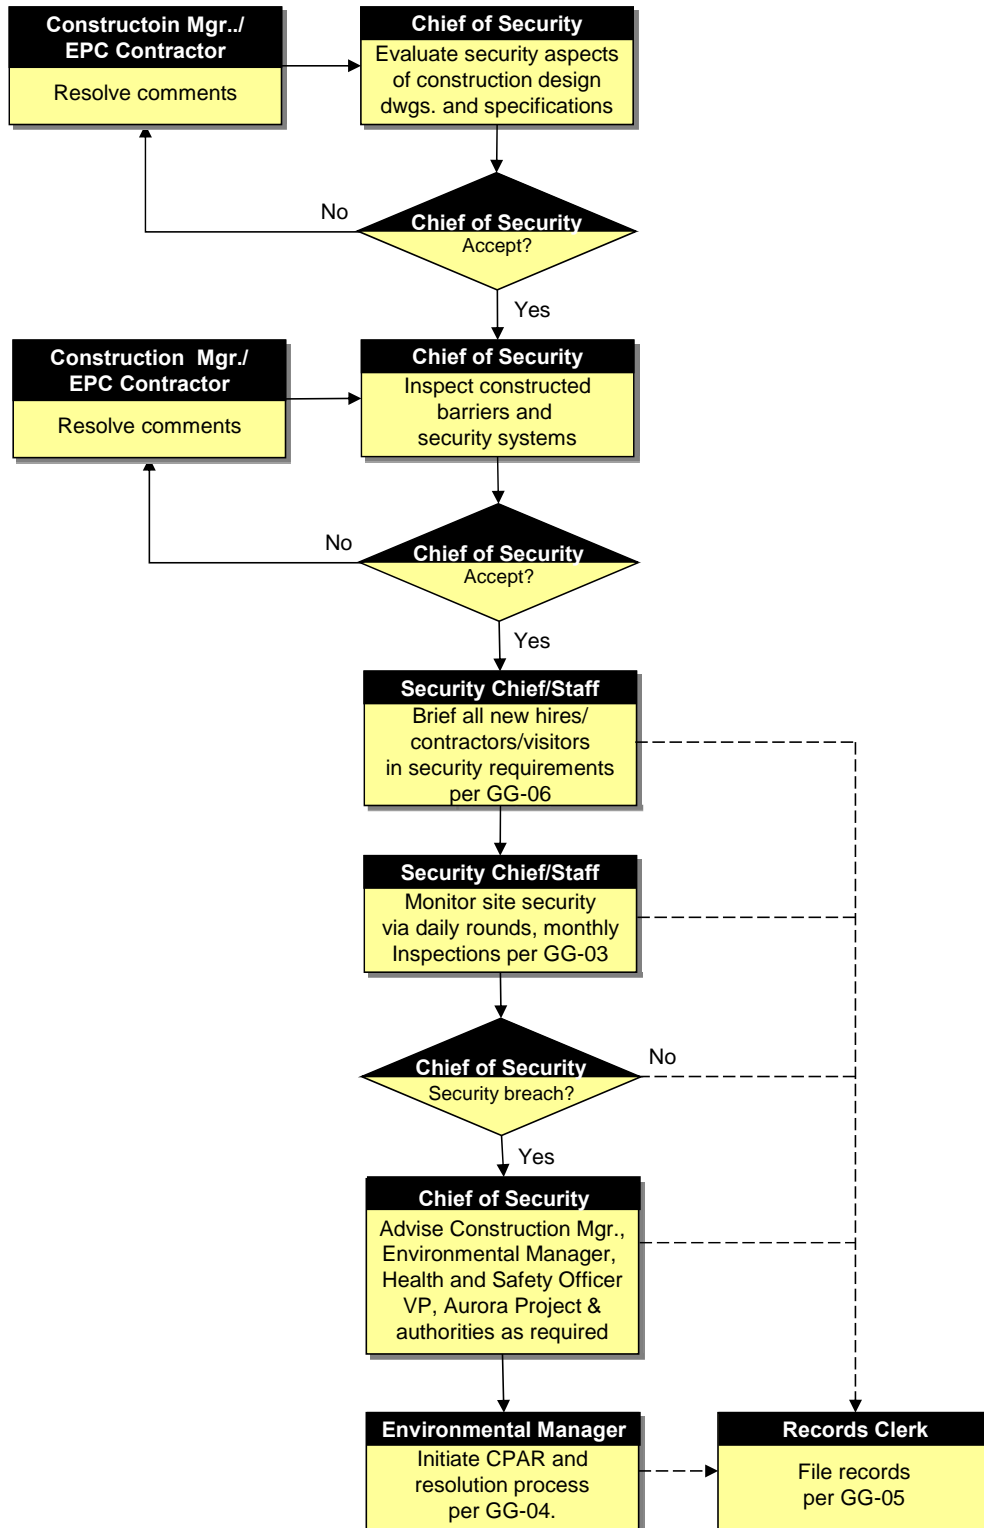 Constructoin Mgr../
EPC Contractor
Resolve comments
Chief of Security
Evaluate security aspects
of construction design
dwgs. and specifications
No
Chief of Security
Accept?
Yes
Construction  Mgr./
EPC Contractor
Resolve comments
Chief of Security
Inspect constructed
barriers and
security systems
No
Chief of Security
Accept?
Yes
Security Chief/Staff
Brief all new hires/
contractors/visitors
in security requirements
per GG-06
Security Chief/Staff
Monitor site security
via daily rounds, monthly
Inspections per GG-03
Chief of Security
Security breach?
No
Yes
Chief of Security
Advise Construction Mgr.,
Environmental Manager,
Health and Safety Officer
VP, Aurora Project &
authorities as required
Environmental Manager
Initiate CPAR and
resolution process
per GG-04.
Records Clerk
File records
per GG-05